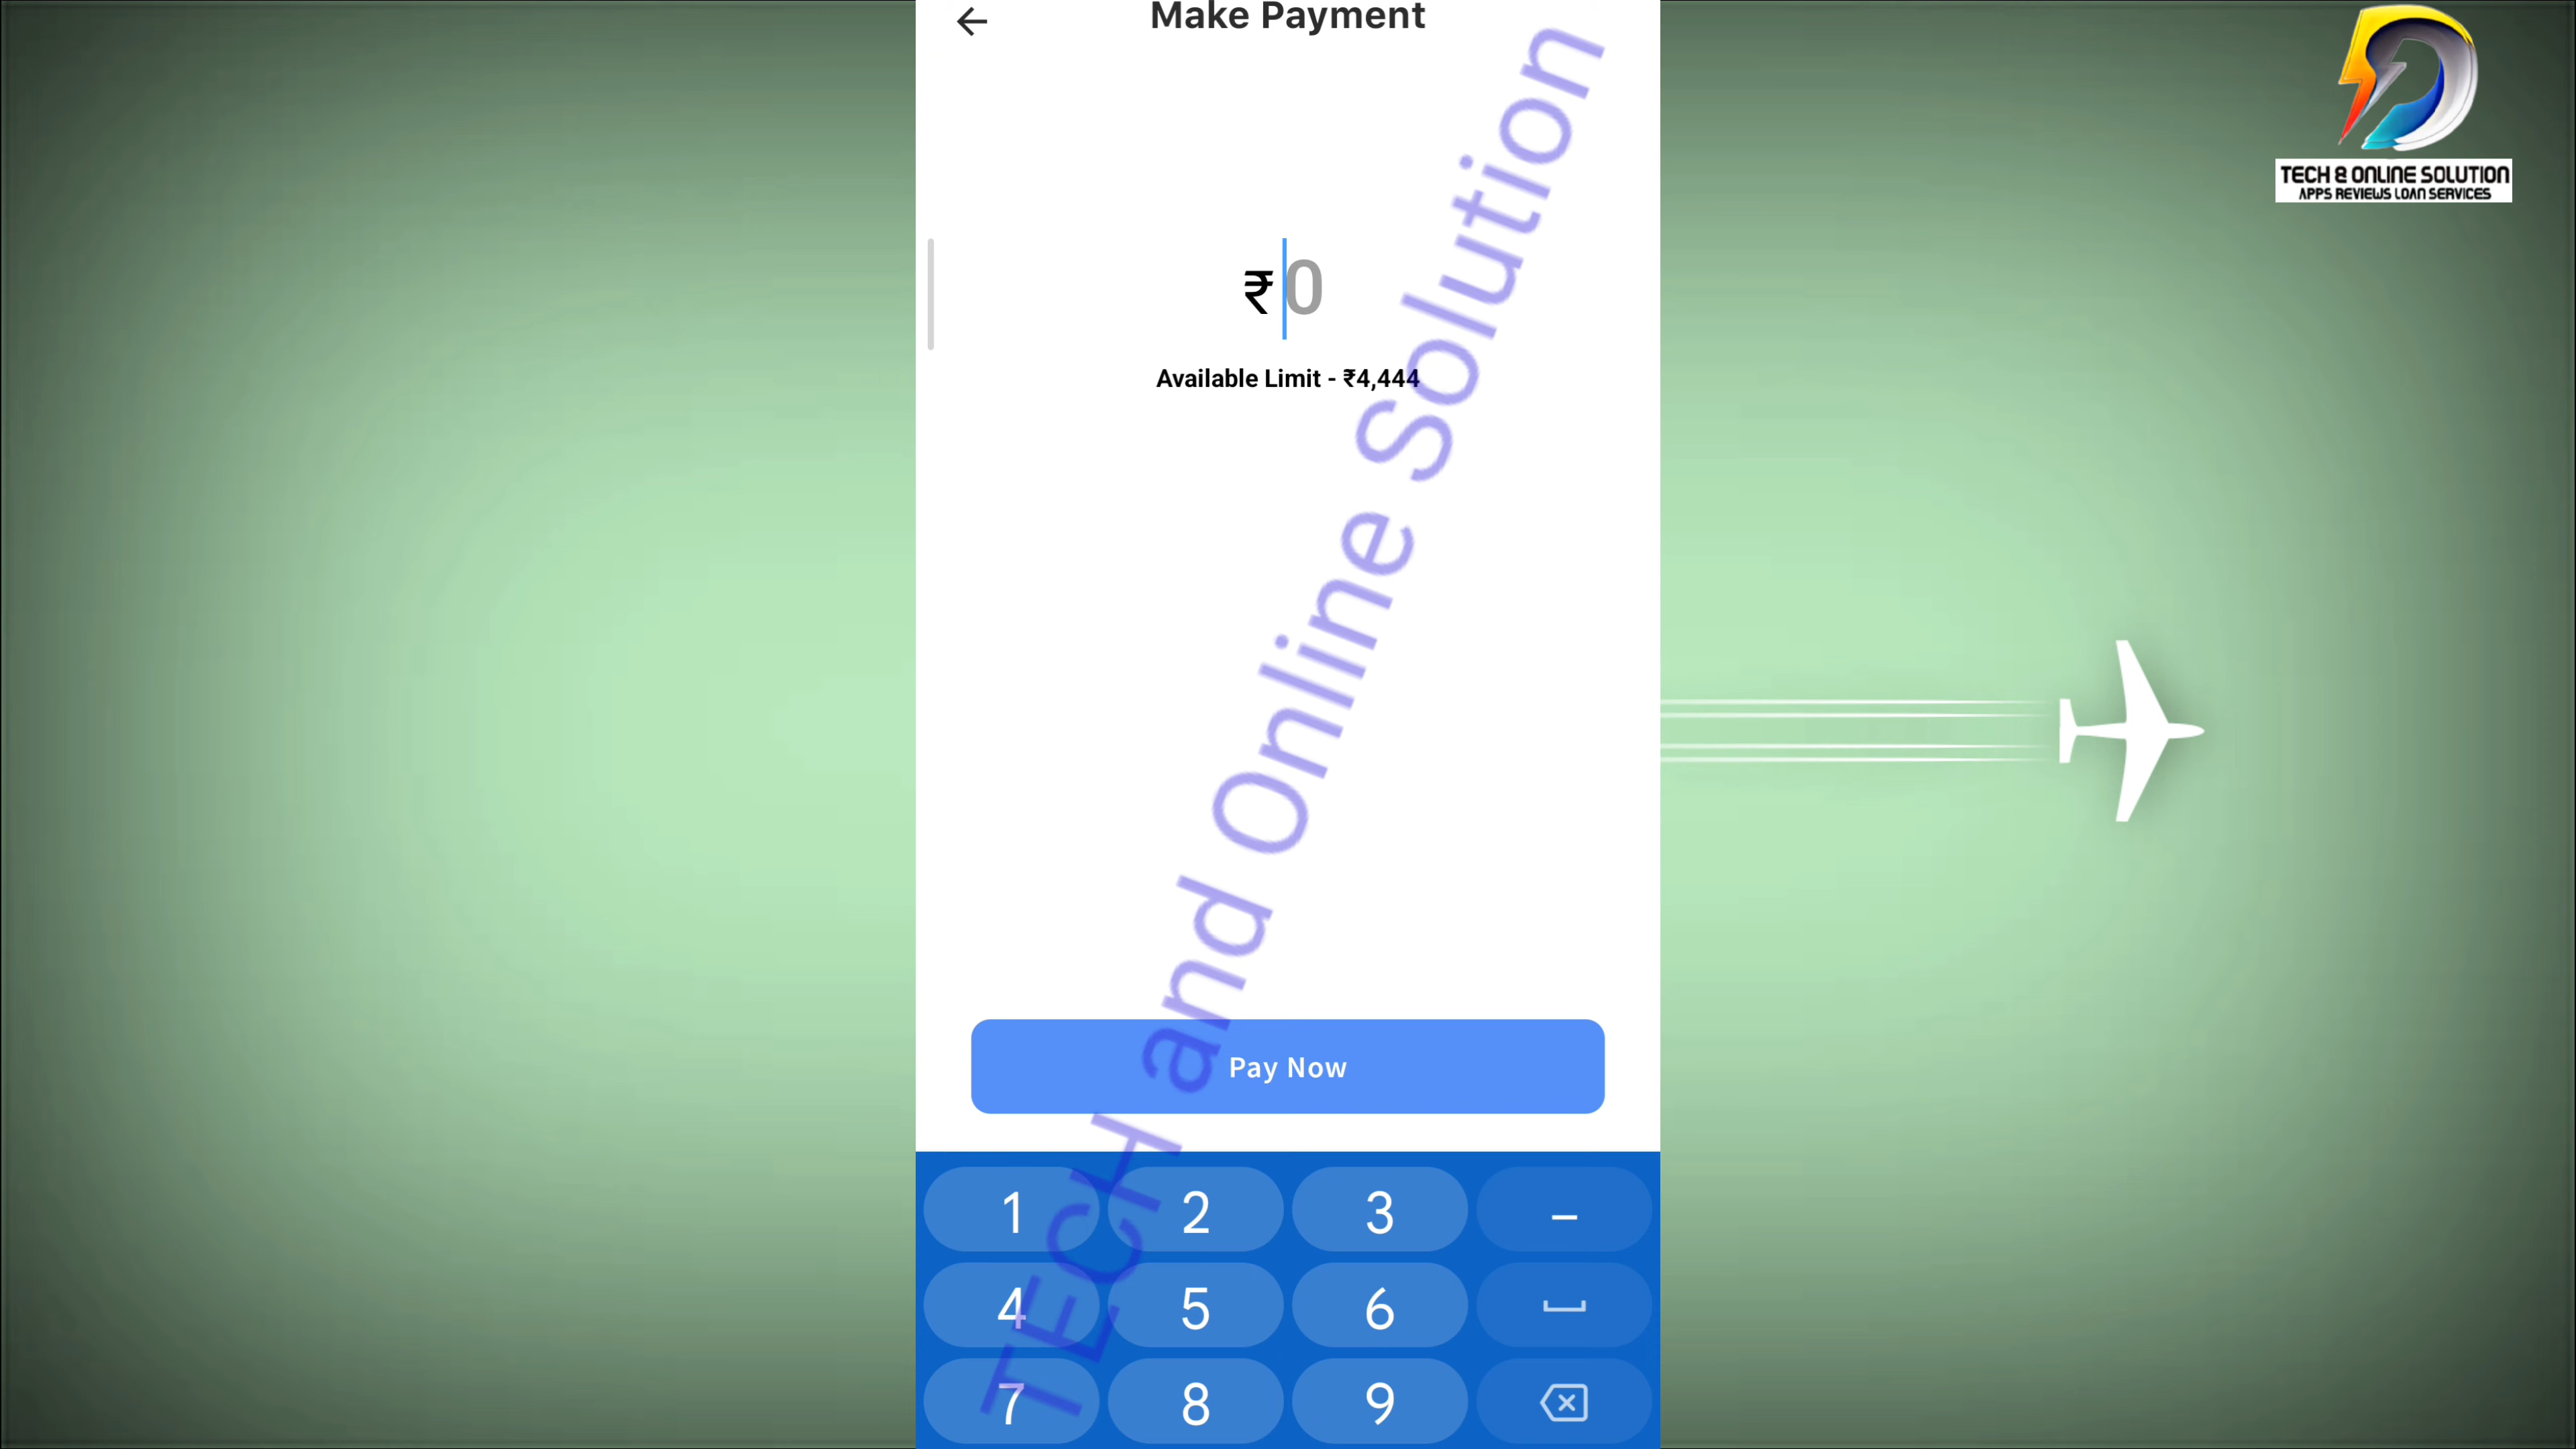 Make Payment
TECH & ONLINE SOLUTION
APPS REVIEWS LOAN SERVICES
₹ 0
Available Limit - ₹4,444
TECH and Online Sollution
Pay Now
1 2 3 –
4 5 6
7 8 9